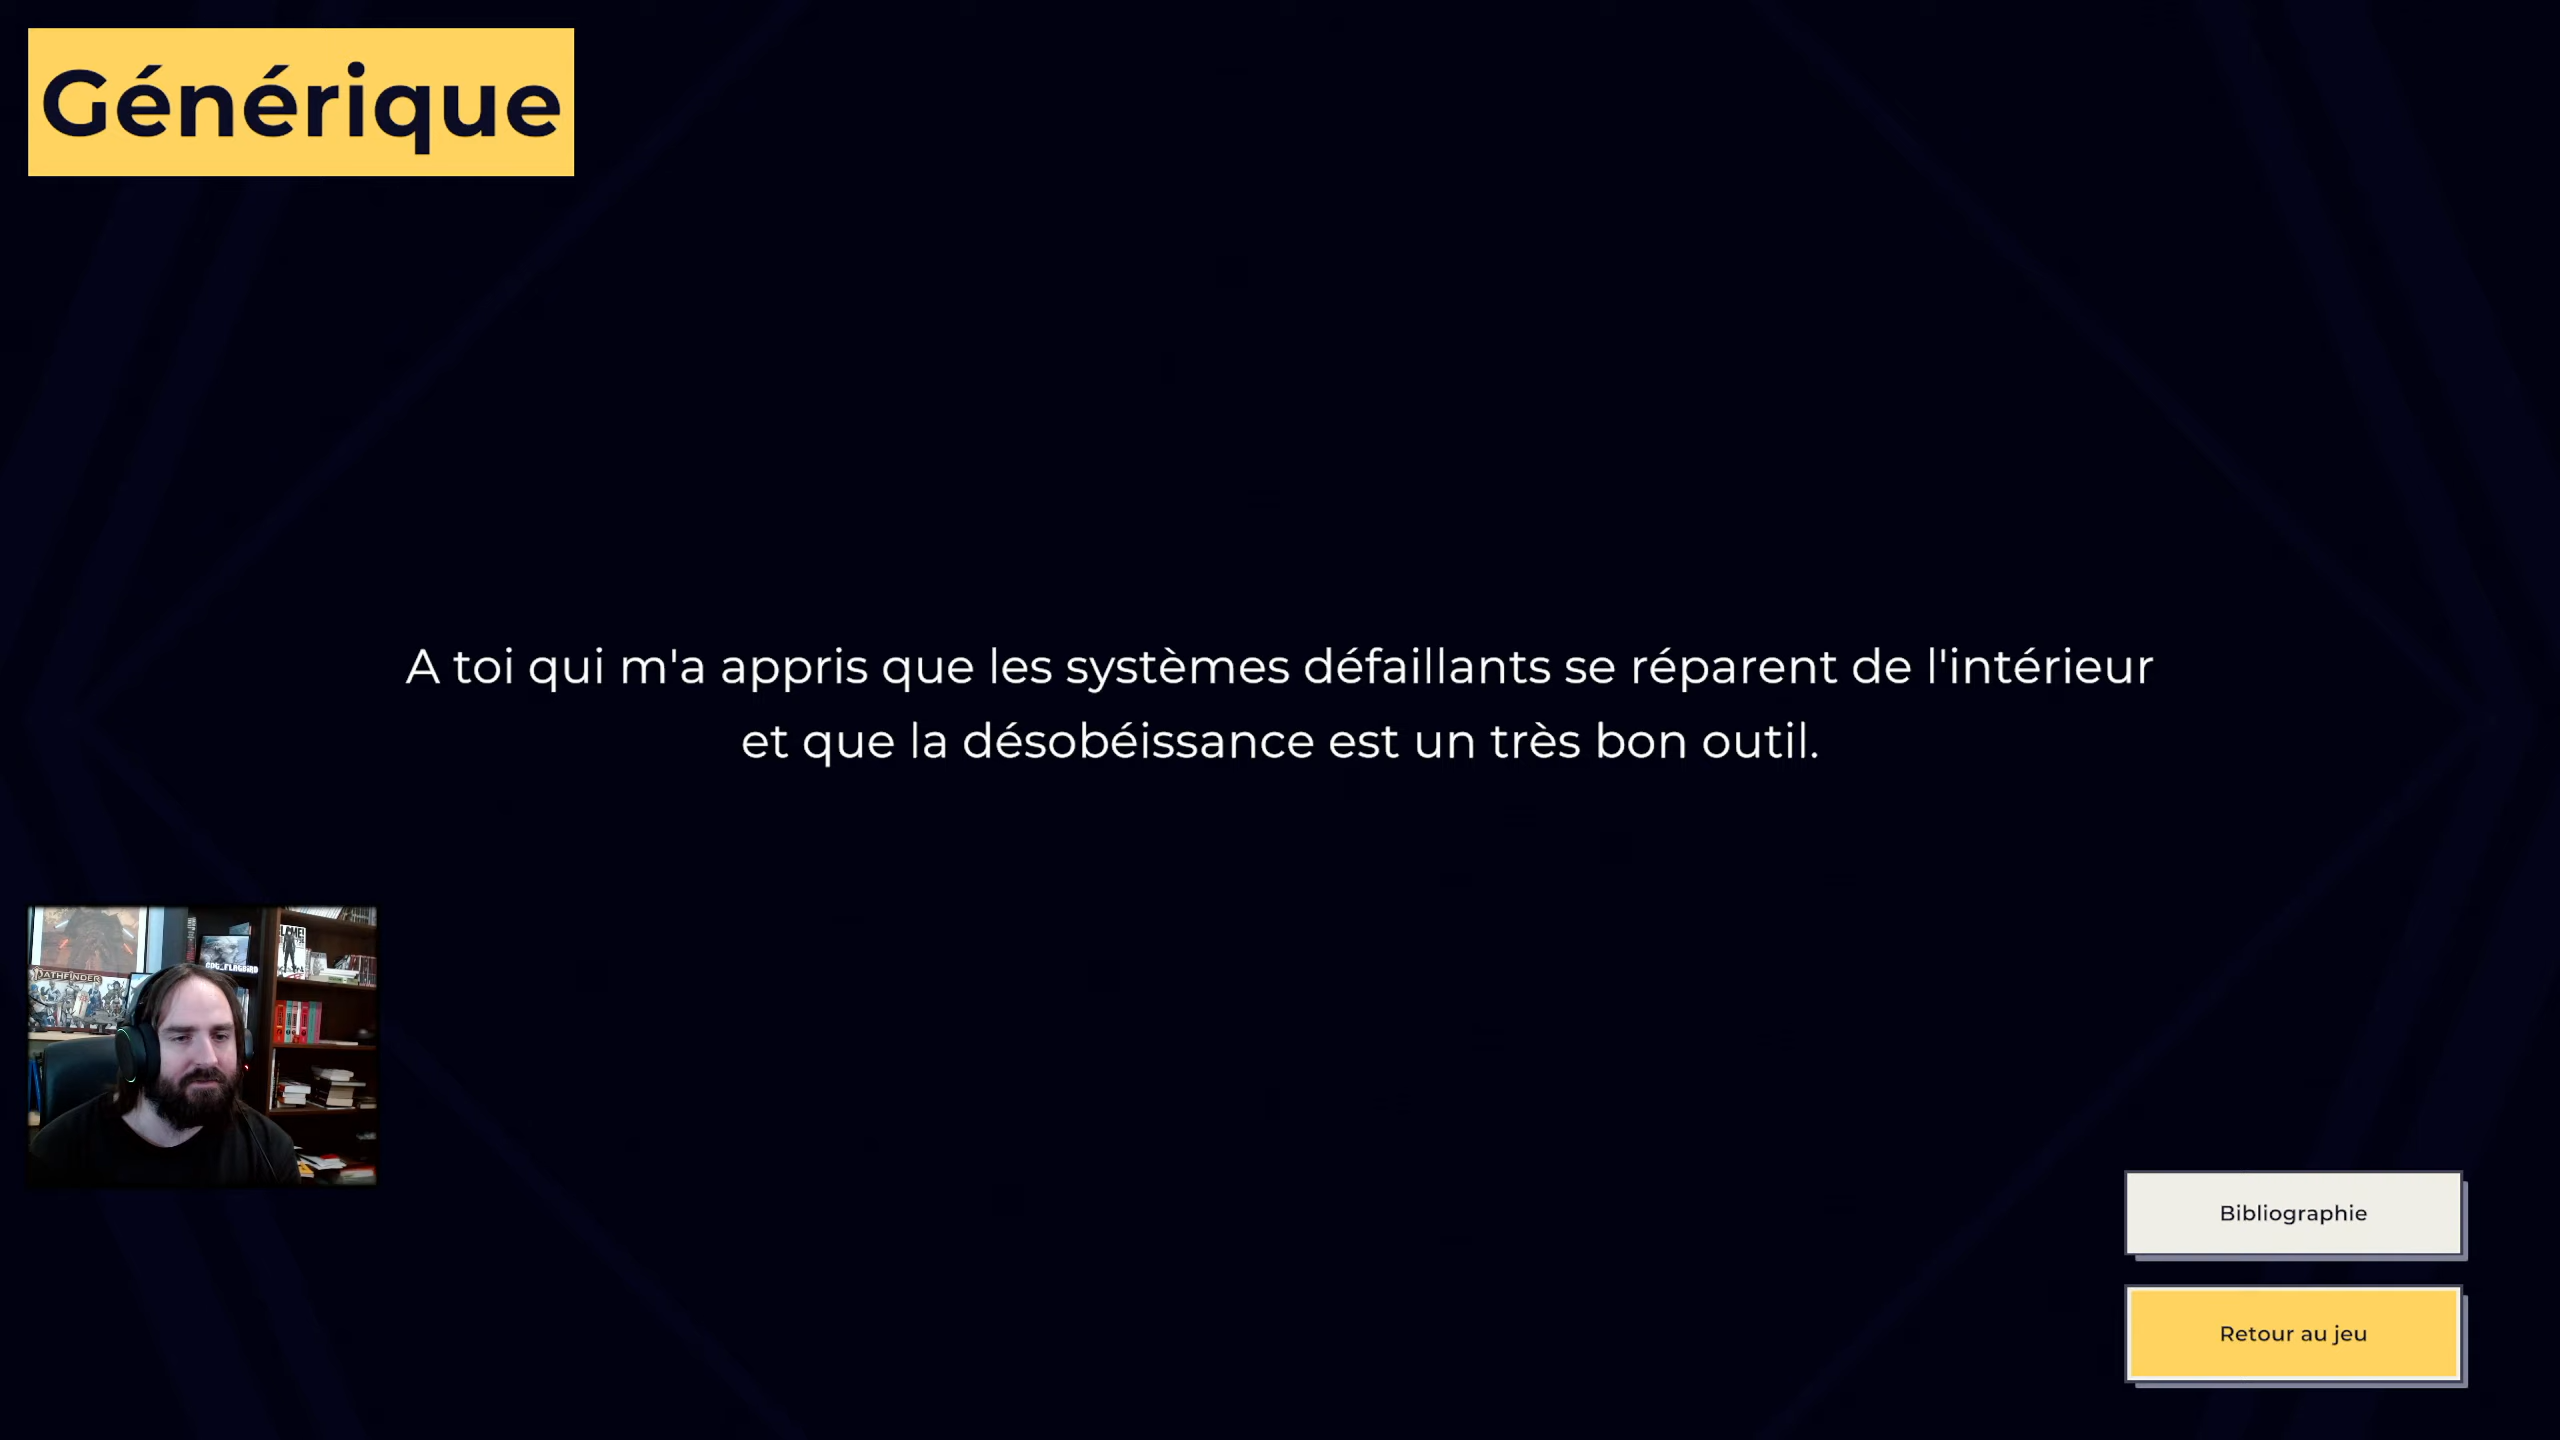 Générique
A toi qui m'a appris que les systèmes défaillants se réparent de l'intérieur
et que la désobéissance est un très bon outil.
PATHFINDER
Bibliographie
Retour au jeu